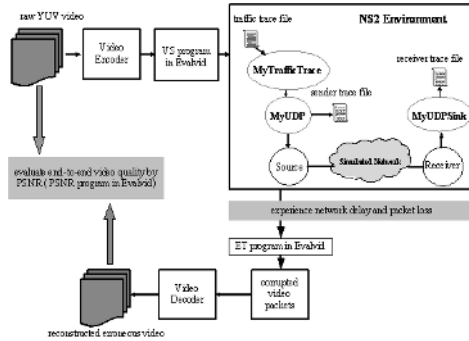 raw YUV video
Video
Encoder
VS program
in Evalvid
traffic trace file
NS2 Environment
MyTrafficTrace
sender trace file
MyUDP
receiver trace file
MyUDPSink
Source
Simulated Network
Receiver
evaluate end-to-end video quality by
PSNR ( PSNR program in Evalvid)
experience network delay and packet loss
ET program in Evalvid
corrupted
video
packets
Video
Decoder
reconstructed erroneous video